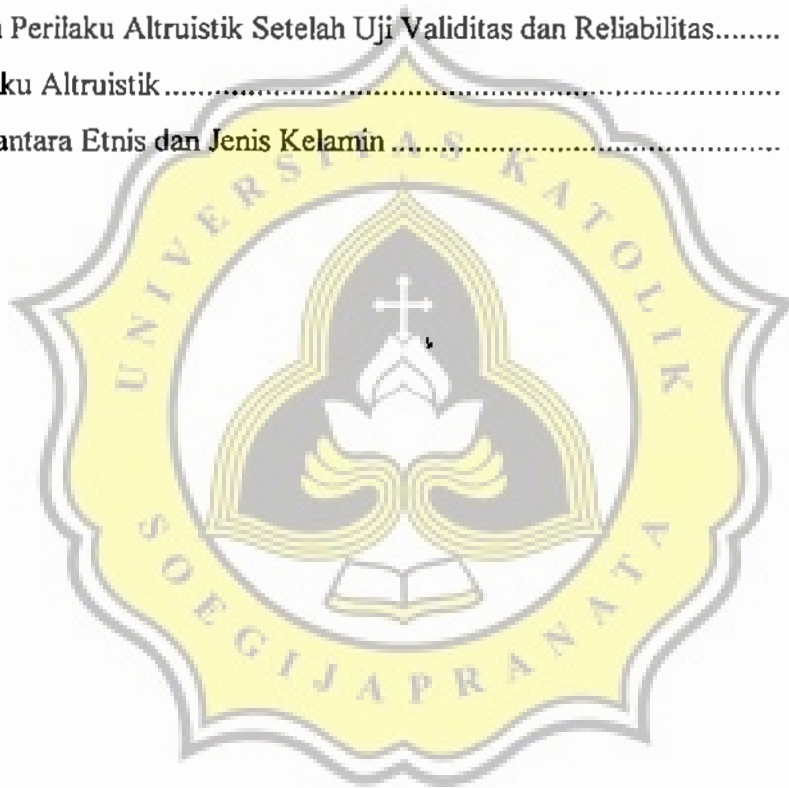 Perilaku Altruistik Setelah Uji Validitas dan Reliabilitas........
ku Altruistik..........................................................................
antara Etnis dan Jenis Kelamin.......................................
UNIVERSITAS KATOLIK
SOEGIJAPRANATA